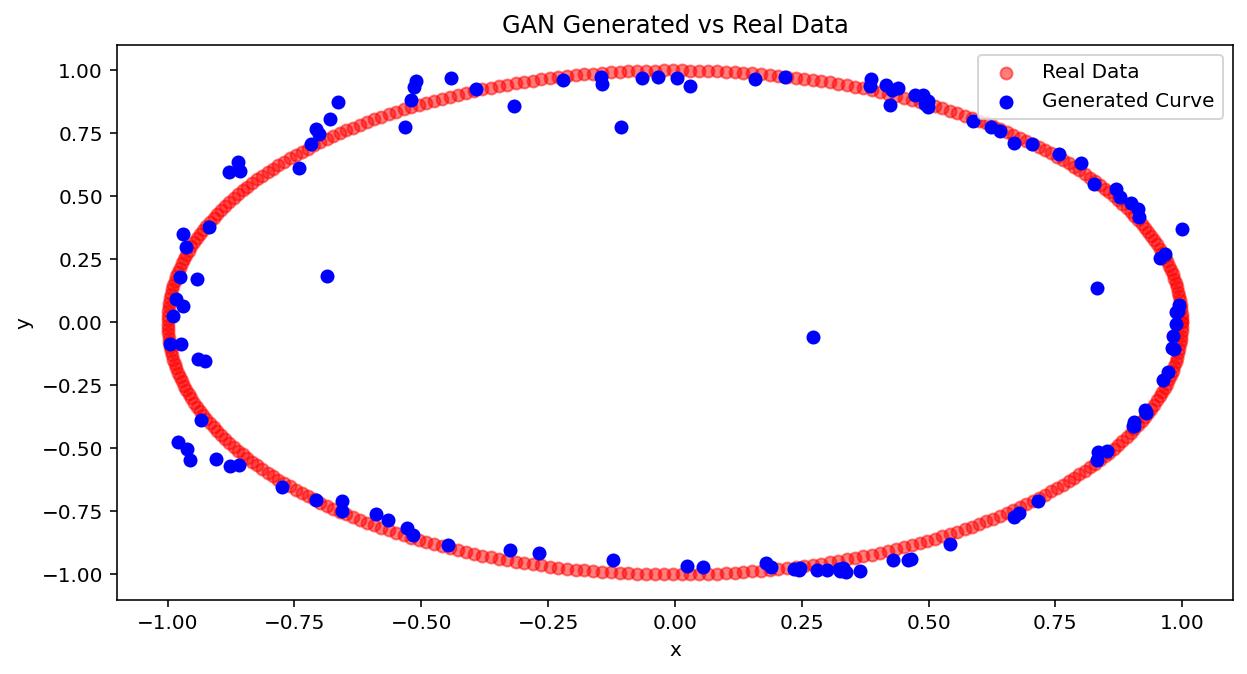 GAN Generated vs Real Data
Real Data
Generated Curve
1.00
0.75
0.50
0.25
0.00
−0.25
−0.50
−0.75
−1.00
y
−1.00 −0.75 −0.50 −0.25 0.00 0.25 0.50 0.75 1.00
x